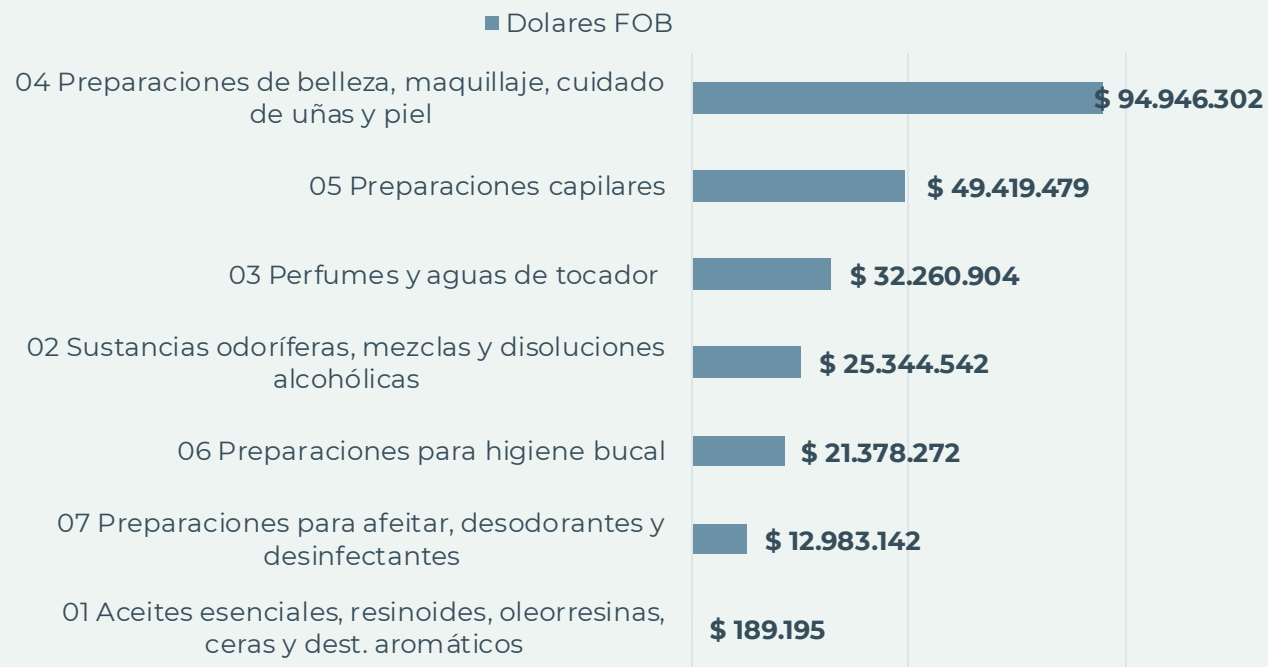 Dolares FOB
04 Preparaciones de belleza, maquillaje, cuidado
de uñas y piel
$ 94.946.302
05 Preparaciones capilares
$ 49.419.479
03 Perfumes y aguas de tocador
$ 32.260.904
02 Sustancias odoríferas, mezclas y disoluciones
alcohólicas
$ 25.344.542
06 Preparaciones para higiene bucal
$ 21.378.272
07 Preparaciones para afeitar, desodorantes y
desinfectantes
$ 12.983.142
01 Aceites esenciales, resinoides, oleorresinas,
ceras y dest. aromáticos
$ 189.195